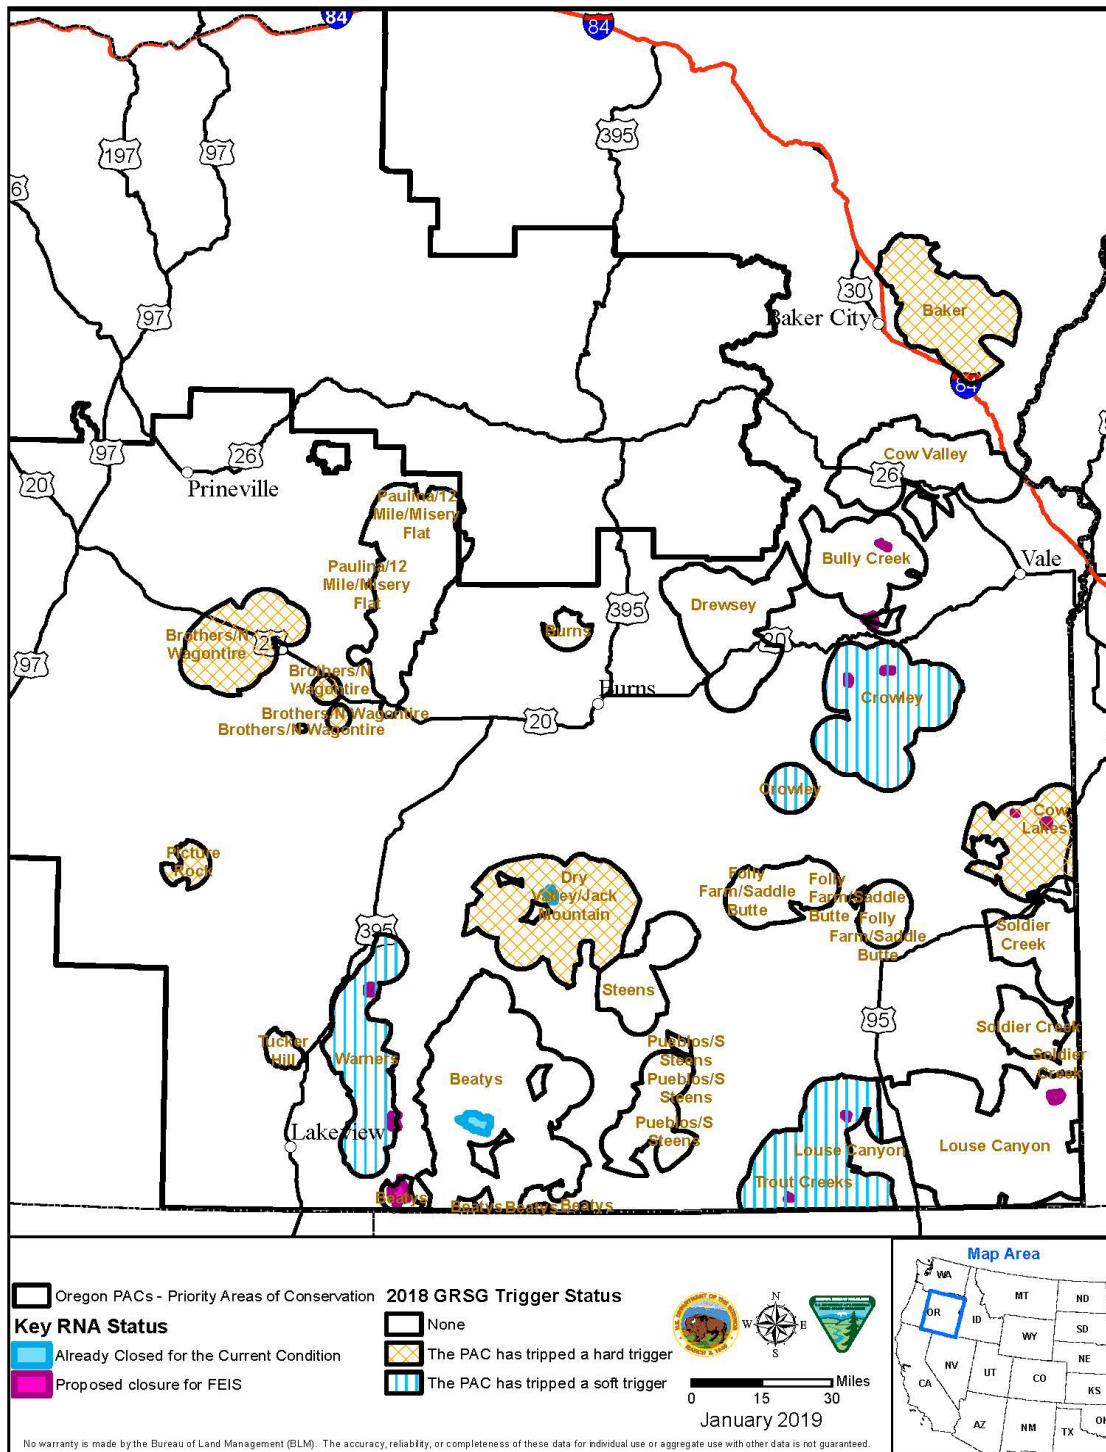 84
84
197
97
395
6
97
30
Baker
Baker City
84
97
26
20
Prineville
Cow Valley
26
Paulina/12
Mile/Misery
Flat
Paulina/12
Mile/Misery
Flat
Bully Creek
Vale
Drewsey
395
Burns
20
Brothers/N
Wagontire
97
Brothers/N
Wagontire
Burns
Crowley
Brothers/N Wagontire
Brothers/N Wagontire
20
Crowley
Cow
Lakes
Picture
Rock
Dry
Valley/Jack
Mountain
Folly
Farm/Saddle
Butte
Folly
Farm/Saddle
Butte
Folly
Farm/Saddle
Butte
395
Soldier
Creek
Steens
95
Soldier Creek
Soldier
Creek
Tucker
Hill
Warners
Beatys
Pueblos/S
Steens
Pueblos/S
Steens
Pueblos/S
Steens
Lakeview
Louse Canyon
Louse Canyon
Trout Creeks
Beatys
Beatys
Beatys
Beatys
Oregon PACs - Priority Areas of Conservation
Key RNA Status
Already Closed for the Current Condition
Proposed closure for FEIS
2018 GRSG Trigger Status
None
The PAC has tripped a hard trigger
The PAC has tripped a soft trigger
N
W
E
S
Miles
0
15
30
January 2019
Map Area
WA
MT
ND
OR
ID
SD
WY
NE
NV
UT
CO
CA
KS
AZ
NM
TX
OK
No warranty is made by the Bureau of Land Management (BLM). The accuracy, reliability, or completeness of these data for individual use or aggregate use with other data is not guaranteed.